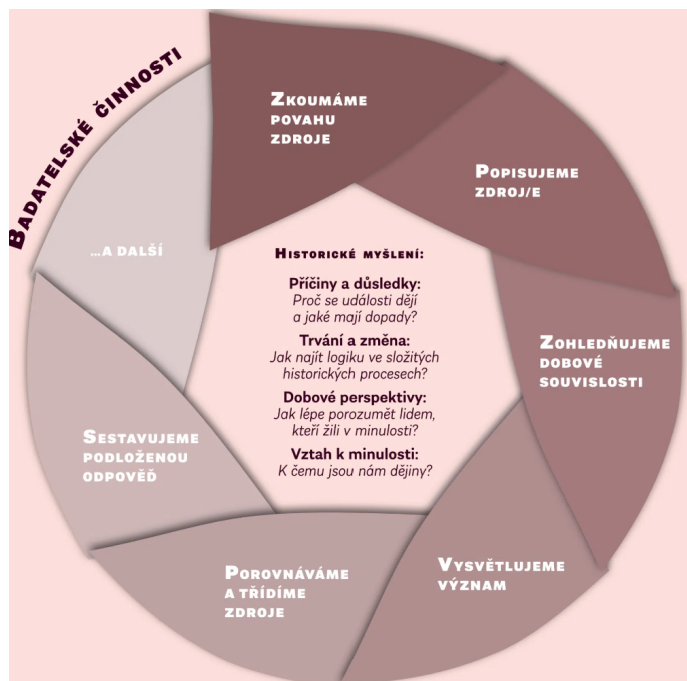 BADATELSKÉ ČINNOSTI
ZKOUMÁME
POVAHU
ZDROJE
POPISUJEME
ZDROJ/E
ZOHLEDŇUJEME
DOBOVÉ
SOUVISLOSTI
VYSVĚTLUJEME
VÝZNAM
POROVNÁVÁME
A TŘÍDÍME
ZDROJE
SESTAVUJEME
PODLOŽENOU
ODPOVĚĎ
...A DALŠÍ
HISTORICKÉ MYŠLENÍ:
Příčiny a důsledky:
Proč se události dějí
a jaké mají dopady?
Trvání a změna:
Jak najít logiku ve složitých
historických procesech?
Dobové perspektivy:
Jak lépe porozumět lidem,
kteří žili v minulosti?
Vztah k minulosti:
K čemu jsou nám dějiny?